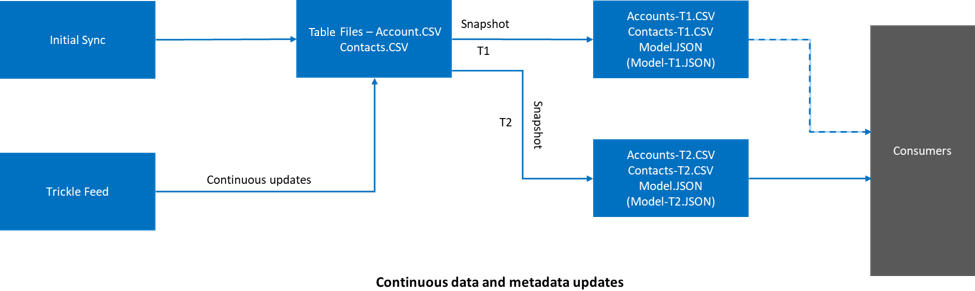 Initial Sync
Table Files – Account.CSV
Contacts.CSV
Snapshot
T1
Accounts-T1.CSV
Contacts-T1.CSV
Model.JSON
(Model-T1.JSON)
Snapshot
T2
Accounts-T2.CSV
Contacts-T2.CSV
Model.JSON
(Model-T2.JSON)
Consumers
Trickle Feed
Continuous updates
Continuous data and metadata updates